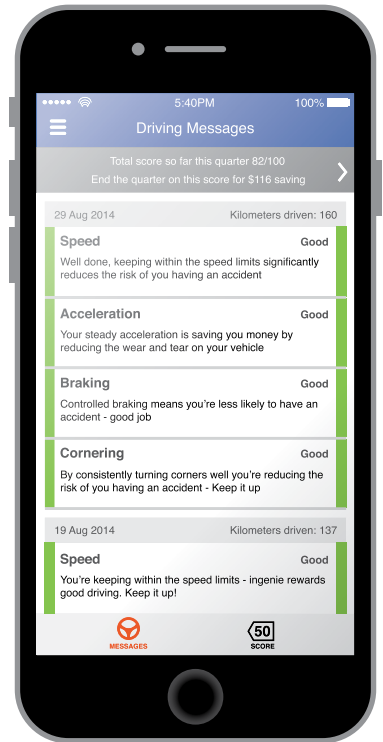 5:40PM
100%
Driving Messages
Total score so far this quarter 82/100
End the quarter on this score for $116 saving
29 Aug 2014 Kilometers driven: 160
Speed Good
Well done, keeping within the speed limits significantly
reduces the risk of you having an accident
Acceleration Good
Your steady acceleration is saving you money by
reducing the wear and tear on your vehicle
Braking Good
Controlled braking means you're less likely to have an
accident - good job
Cornering Good
By consistently turning corners well you're reducing the
risk of you having an accident - Keep it up
19 Aug 2014 Kilometers driven: 137
Speed Good
You're keeping within the speed limits - ingenie rewards
good driving. Keep it up!
50
MESSAGES SCORE